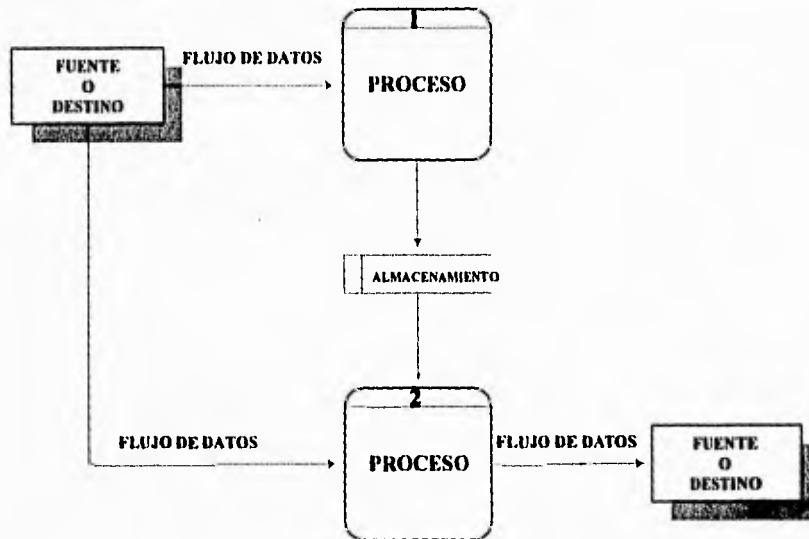 1
FLUJO DE DATOS
FUENTE
O
DESTINO
PROCESO
ALMACENAMIENTO
2
FLUJO DE DATOS
PROCESO
FLUJO DE DATOS
FUENTE
O
DESTINO